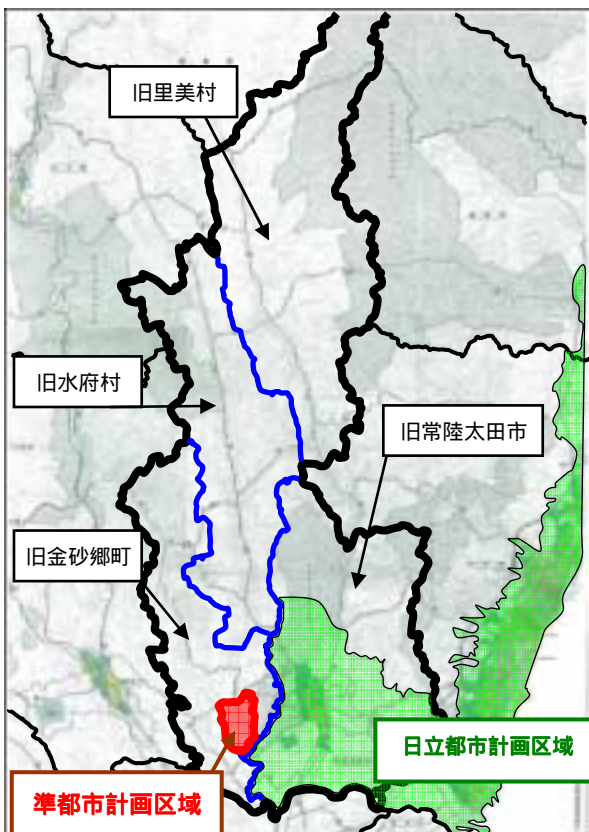 旧里美村
旧水府村
旧常陸太田市
旧金砂郷町
日立都市計画区域
準都市計画区域